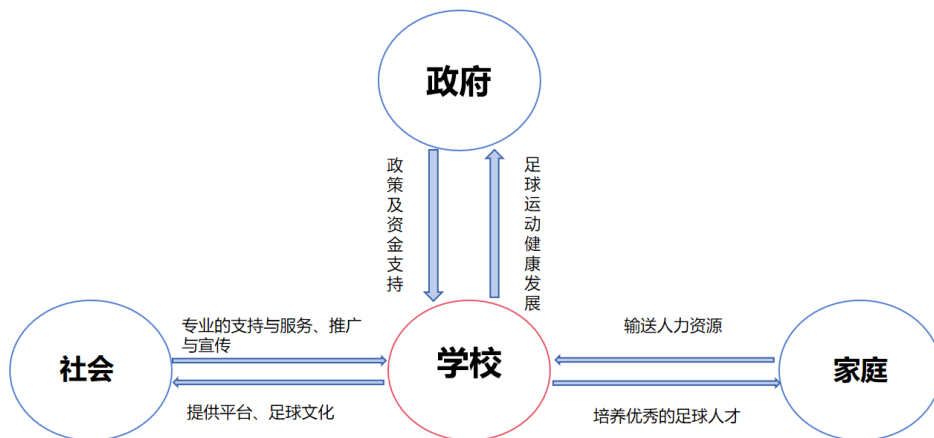 政府
政策及资金支持
足球运动健康发展
专业的支持与服务、推广
与宣传
输送人力资源
社会
学校
家庭
提供平台、足球文化
培养优秀的足球人才